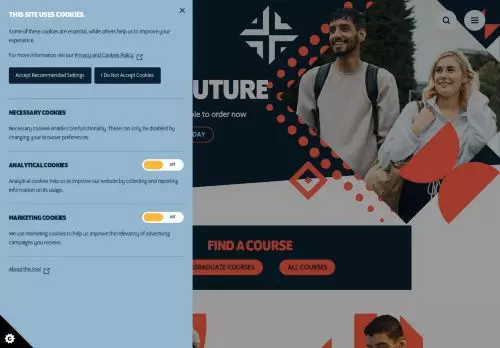 THIS SITE USES COOKIES.
Some of these cookies are essential, while others help us to improve your
experience.
For more information visit our Privacy and Cookies Policy
Accept Recommended Settings
I Do Not Accept Cookies
NECESSARY COOKIES
Necessary cookies enable core functionality. These can only be disabled by
changing your browser preferences.
ANALYTICAL COOKIES
Off
Analytical cookies help us to improve our website by collecting and reporting
information on its usage.
MARKETING COOKIES
Off
We use marketing cookies to help us improve the relevancy of advertising
campaigns you receive.
About this tool
UTURE
to order now
DAY
FIND A COURSE
GRADUATE COURSES
ALL COURSES